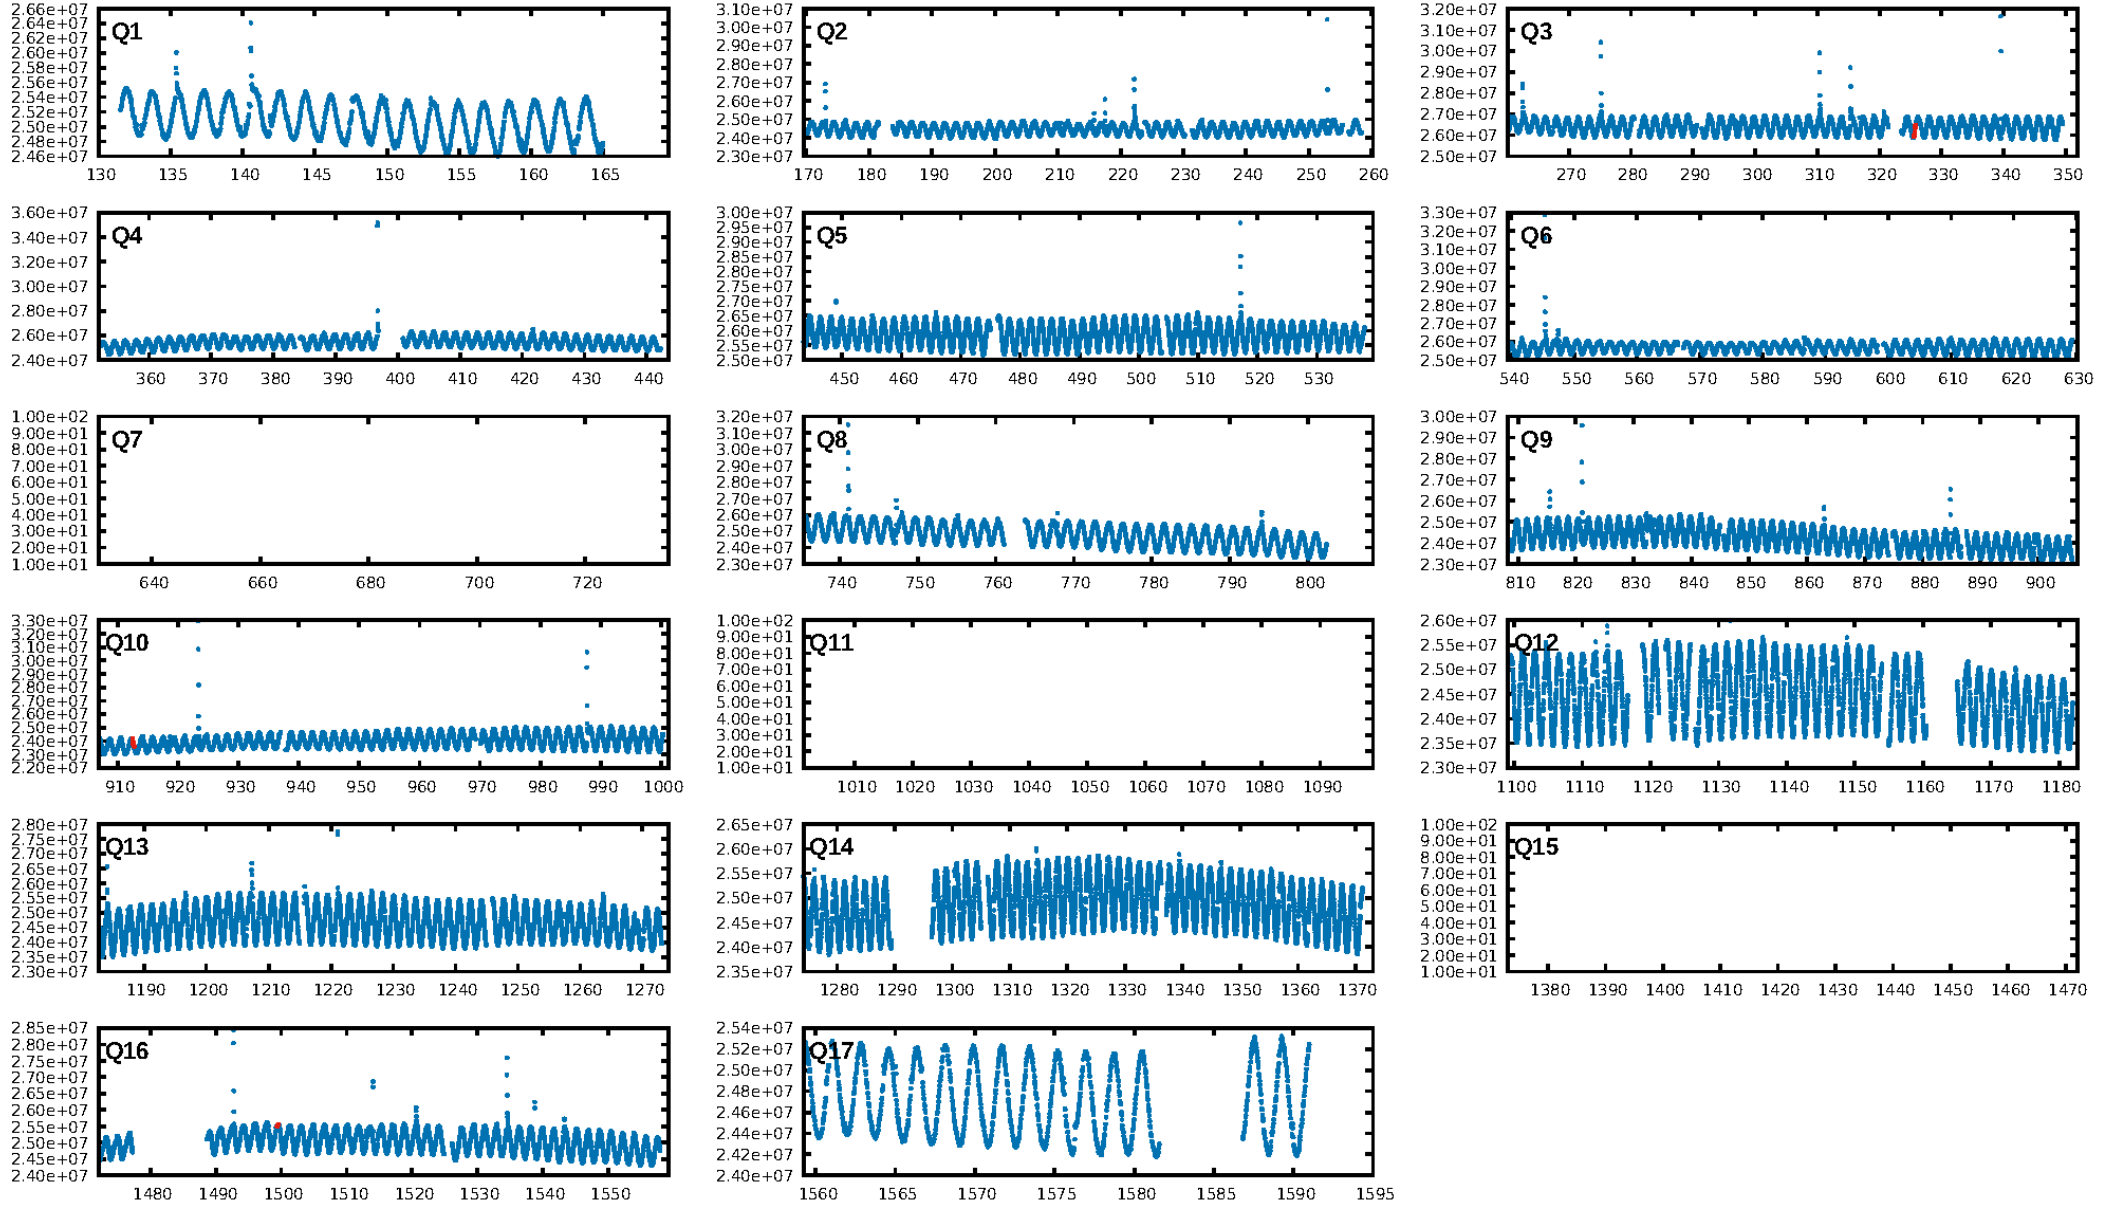 Q1
2.66e+07
2.64e+07
2.62e+07
2.60e+07
2.58e+07
2.56e+07
2.54e+07
2.52e+07
2.50e+07
2.48e+07
2.46e+07
130 135 140 145 150 155 160 165
Q2
3.10e+07
3.00e+07
2.90e+07
2.80e+07
2.70e+07
2.60e+07
2.50e+07
2.40e+07
2.30e+07
170 180 190 200 210 220 230 240 250 260
Q3
3.20e+07
3.10e+07
3.00e+07
2.90e+07
2.80e+07
2.70e+07
2.60e+07
2.50e+07
270 280 290 300 310 320 330 340 350
Q4
3.60e+07
3.40e+07
3.20e+07
3.00e+07
2.80e+07
2.60e+07
2.40e+07
360 370 380 390 400 410 420 430 440
Q5
3.00e+07
2.95e+07
2.90e+07
2.85e+07
2.80e+07
2.75e+07
2.70e+07
2.65e+07
2.60e+07
2.55e+07
2.50e+07
450 460 470 480 490 500 510 520 530
Q6
3.30e+07
3.20e+07
3.10e+07
3.00e+07
2.90e+07
2.80e+07
2.70e+07
2.60e+07
2.50e+07
540 550 560 570 580 590 600 610 620 630
Q7
1.00e+02
9.00e+01
8.00e+01
7.00e+01
6.00e+01
5.00e+01
4.00e+01
3.00e+01
2.00e+01
1.00e+01
640 660 680 700 720
Q8
3.20e+07
3.10e+07
3.00e+07
2.90e+07
2.80e+07
2.70e+07
2.60e+07
2.50e+07
2.40e+07
2.30e+07
740 750 760 770 780 790 800
Q9
3.00e+07
2.90e+07
2.80e+07
2.70e+07
2.60e+07
2.50e+07
2.40e+07
2.30e+07
810 820 830 840 850 860 870 880 890 900
Q10
3.30e+07
3.20e+07
3.10e+07
3.00e+07
2.90e+07
2.80e+07
2.70e+07
2.60e+07
2.50e+07
2.40e+07
2.30e+07
2.20e+07
910 920 930 940 950 960 970 980 990 1000
Q11
1.00e+02
9.00e+01
8.00e+01
7.00e+01
6.00e+01
5.00e+01
4.00e+01
3.00e+01
2.00e+01
1.00e+01
1010 1020 1030 1040 1050 1060 1070 1080 1090
Q12
2.60e+07
2.55e+07
2.50e+07
2.45e+07
2.40e+07
2.35e+07
2.30e+07
1100 1110 1120 1130 1140 1150 1160 1170 1180
Q13
2.80e+07
2.75e+07
2.70e+07
2.65e+07
2.60e+07
2.55e+07
2.50e+07
2.45e+07
2.40e+07
2.35e+07
2.30e+07
1190 1200 1210 1220 1230 1240 1250 1260 1270
Q14
2.65e+07
2.60e+07
2.55e+07
2.50e+07
2.45e+07
2.40e+07
2.35e+07
1280 1290 1300 1310 1320 1330 1340 1350 1360 1370
Q15
1.00e+02
9.00e+01
8.00e+01
7.00e+01
6.00e+01
5.00e+01
4.00e+01
3.00e+01
2.00e+01
1.00e+01
1380 1390 1400 1410 1420 1430 1440 1450 1460 1470
Q16
2.85e+07
2.80e+07
2.75e+07
2.70e+07
2.65e+07
2.60e+07
2.55e+07
2.50e+07
2.45e+07
2.40e+07
1480 1490 1500 1510 1520 1530 1540 1550
Q17
2.54e+07
2.52e+07
2.50e+07
2.48e+07
2.46e+07
2.44e+07
2.42e+07
2.40e+07
1560 1565 1570 1575 1580 1585 1590 1595